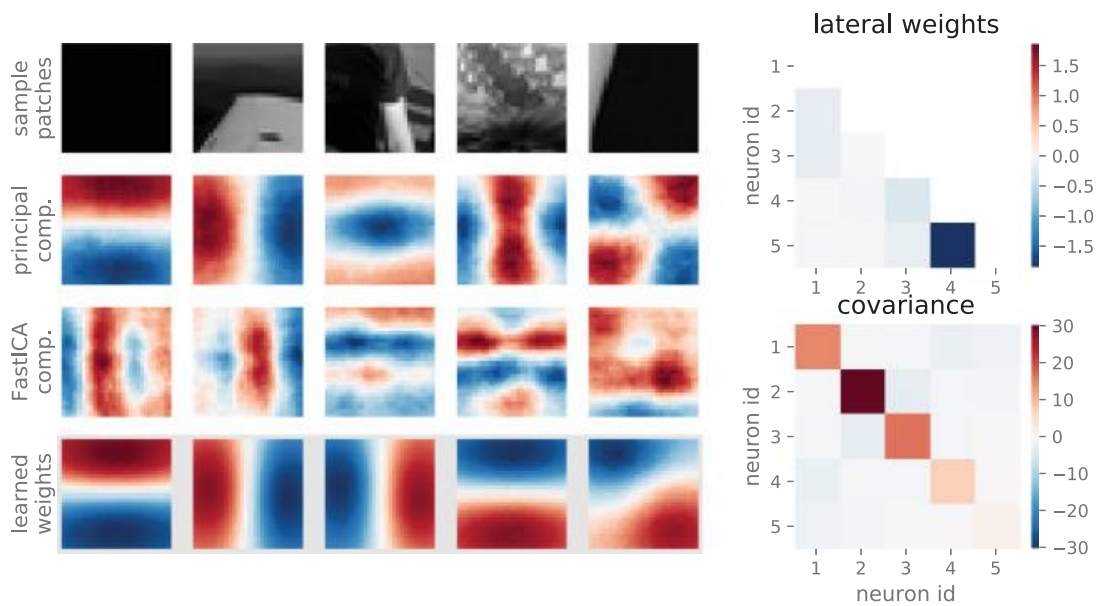 sample
patches
principal
comp.
FastICA
comp.
learned
weights
lateral weights
neuron id
1
2
3
4
5
1 2 3 4 5
1.5
1.0
0.5
0.0
−0.5
−1.0
−1.5
covariance
neuron id
1
2
3
4
5
1 2 3 4 5
neuron id
30
20
10
0
−10
−20
−30